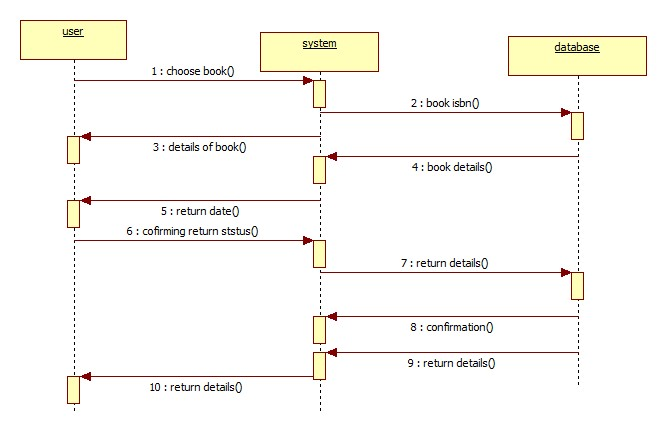 user
system
database
1 : choose book()
2 : book isbn()
3 : details of book()
4 : book details()
5 : return date()
6 : cofirming return ststus()
7 : return details()
8 : confirmation()
9 : return details()
10 : return details()